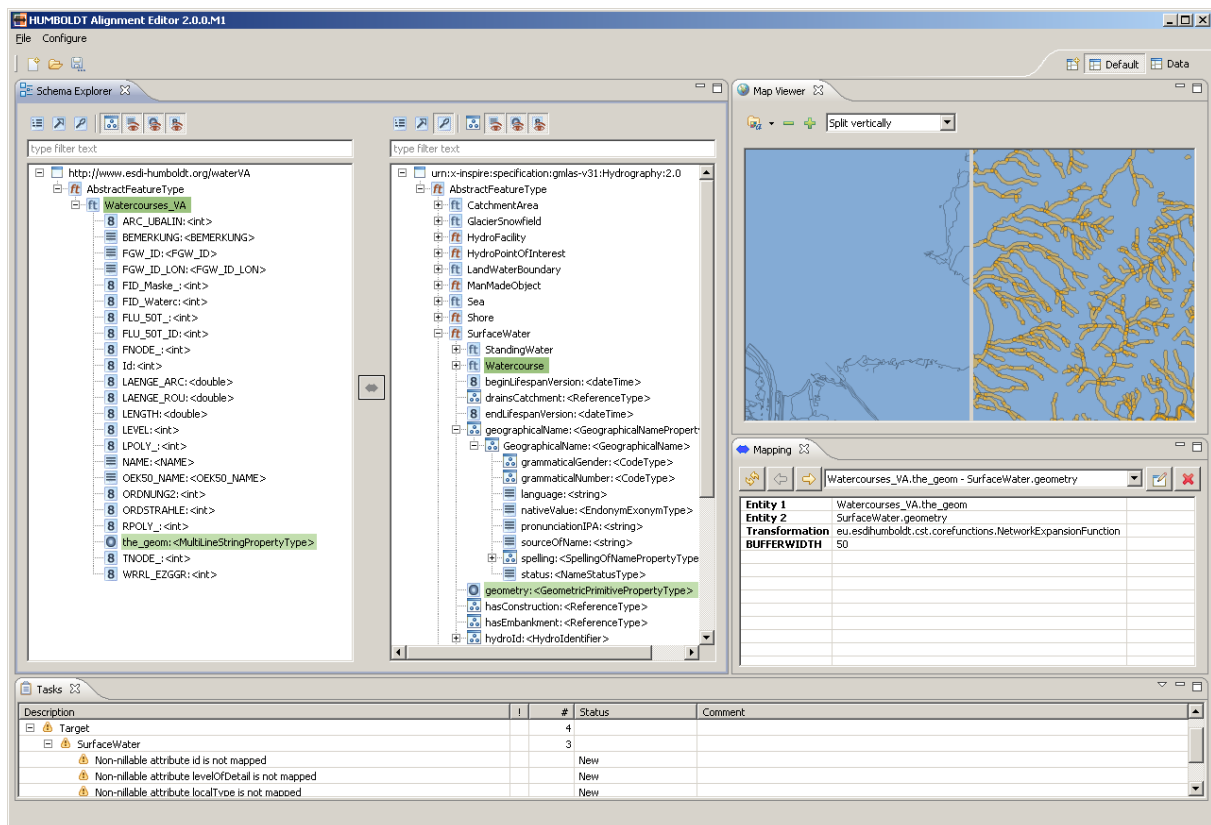 HUMBOLDT Alignment Editor 2.0.0.M1
File Configure
Default Data
Schema Explorer
type filter text
http://www.esdi-humboldt.org/waterVA
AbstractFeatureType
Watercourses_VA
ARC_UBALIN:<int>
BEMERKUNG:<BEMERKUNG>
FGW_ID:<FGW_ID>
FGW_ID_LON:<FGW_ID_LON>
FID_Maske_:<int>
FID_Waterc:<int>
FLU_50T_:<int>
FLU_50T_ID:<int>
FNODE_:<int>
Id:<int>
LAENGE_ARC:<double>
LAENGE_ROU:<double>
LENGTH:<double>
LEVEL:<int>
LPOLY_:<int>
NAME:<NAME>
OEK50_NAME:<OEK50_NAME>
ORDNUNG2:<int>
ORDSTRAHLE:<int>
RPOLY_:<int>
the_geom:<MultiLineStringPropertyType>
TNODE_:<int>
WRRL_EZGGR:<int>
type filter text
urn:x-inspire:specification:gmlas-v31:Hydrography:2.0
AbstractFeatureType
CatchmentArea
GlacierSnowfield
HydroFacility
HydroPointOfInterest
LandWaterBoundary
ManMadeObject
Sea
Shore
SurfaceWater
StandingWater
Watercourse
beginLifespanVersion:<dateTime>
drainsCatchment:<ReferenceType>
endLifespanVersion:<dateTime>
geographicalName:<GeographicalNamePropert
GeographicalName:<GeographicalName>
grammaticalGender:<CodeType>
grammaticalNumber:<CodeType>
language:<string>
nativeValue:<EndonymExonymType>
pronunciationIPA:<string>
sourceOfName:<string>
spelling:<SpellingOfNamePropertyType
status:<NameStatusType>
geometry:<GeometricPrimitivePropertyType>
hasConstruction:<ReferenceType>
hasEmbankment:<ReferenceType>
hydroId:<HydroIdentifier>
Map Viewer
Split vertically
Mapping
Watercourses_VA.the_geom - SurfaceWater.geometry
Entity 1 Watercourses_VA.the_geom
Entity 2 SurfaceWater.geometry
Transformation eu.esdihumboldt.cst.corefunctions.NetworkExpansionFunction
BUFFERWIDTH 50
Tasks
Description ! # Status Comment
Target 4
SurfaceWater 3
Non-nillable attribute id is not mapped New
Non-nillable attribute levelOfDetail is not mapped New
Non-nillable attribute localType is not mapped New